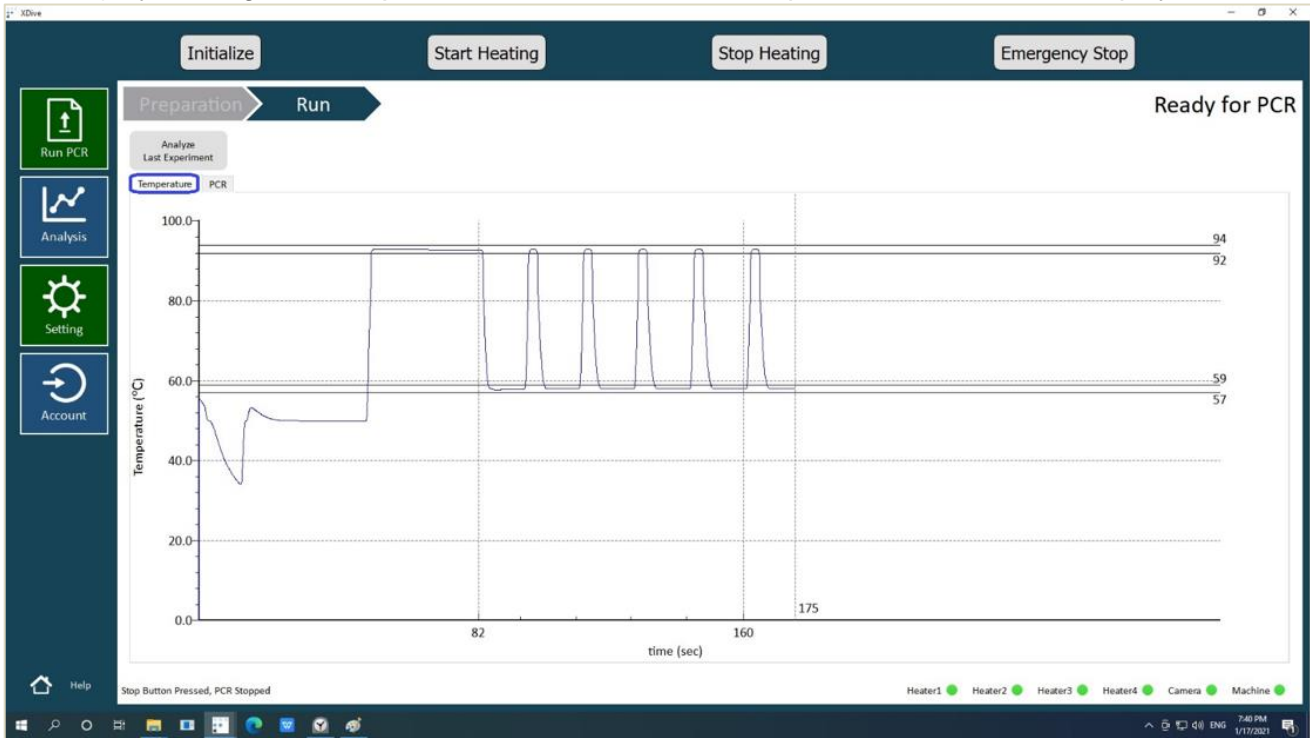 XDive
Initialize
Start Heating
Stop Heating
Emergency Stop
Run PCR
Analysis
Setting
Account
Help
Preparation
Run
Ready for PCR
Analyze
Last Experiment
Temperature
PCR
100.0
80.0
60.0
40.0
20.0
0.0
Temperature (°C)
94
92
59
57
175
82
160
time (sec)
Stop Button Pressed, PCR Stopped
Heater1
Heater2
Heater3
Heater4
Camera
Machine
ENG
7:40 PM
1/17/2021